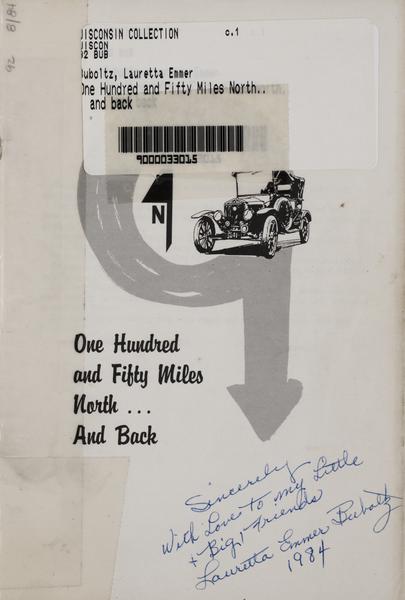 92 8/84
WISCONSIN COLLECTION c.1
WISCON
92 BUB
Buboltz, Lauretta Emmer
One Hundred and Fifty Miles North..
and back
9000033015
N
One Hundred
and Fifty Miles
North ...
And Back
Sincerely
With Love to my Little
+ Big! Friends
Lauretta Emmer Buboltz
1984